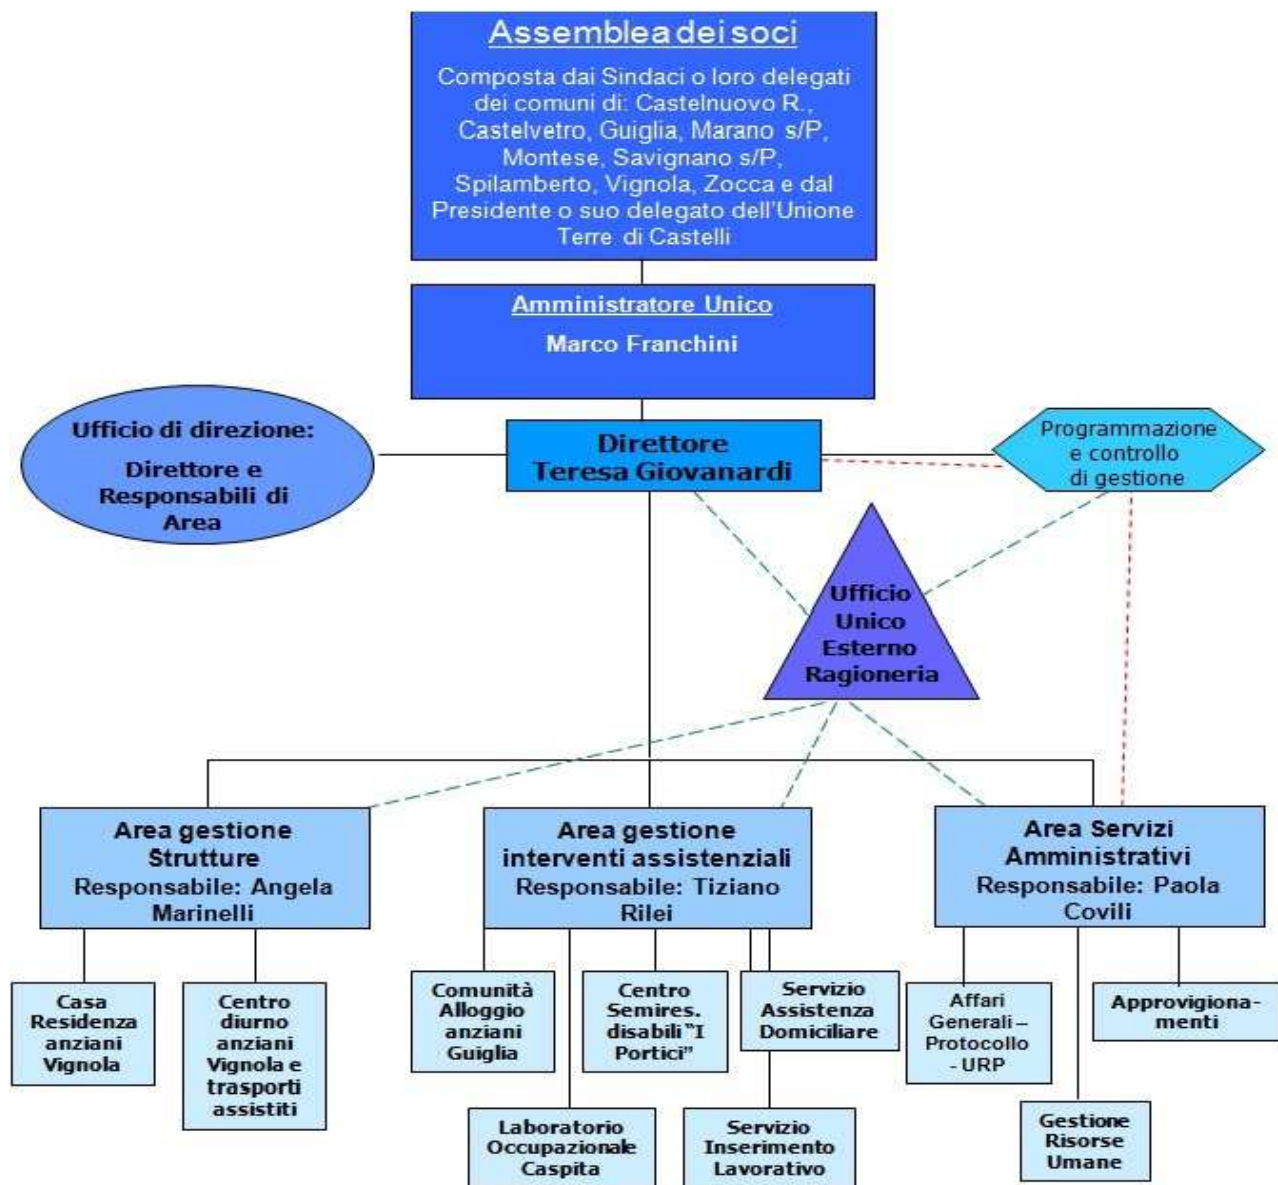 Assemblea dei soci
Composta dai Sindaci o loro delegati
dei comuni di: Castelnuovo R.,
Castelvetro, Guiglia, Marano s/P,
Montese, Savignano s/P,
Spilamberto, Vignola, Zocca e dal
Presidente o suo delegato dell'Unione
Terre di Castelli
Amministratore Unico
Marco Franchini
Ufficio di direzione:
Direttore e
Responsabili di
Area
Direttore
Teresa Giovanardi
Programmazione
e controllo
di gestione
Ufficio
Unico
Esterno
Ragioneria
Area gestione
Strutture
Responsabile: Angela
Marinelli
Area gestione
interventi assistenziali
Responsabile: Tiziano
Rilei
Area Servizi
Amministrativi
Responsabile: Paola
Covili
Casa
Residenza
anziani
Vignola
Centro
diurno
anziani
Vignola e
trasporti
assistiti
Comunità
Alloggio
anziani
Guiglia
Centro
Semires.
disabili "I
Portici"
Servizio
Assistenza
Domiciliare
Affari
Generali –
Protocollo
- URP
Approvigiona-
menti
Laboratorio
Occupazionale
Caspita
Servizio
Inserimento
Lavorativo
Gestione
Risorse
Umane